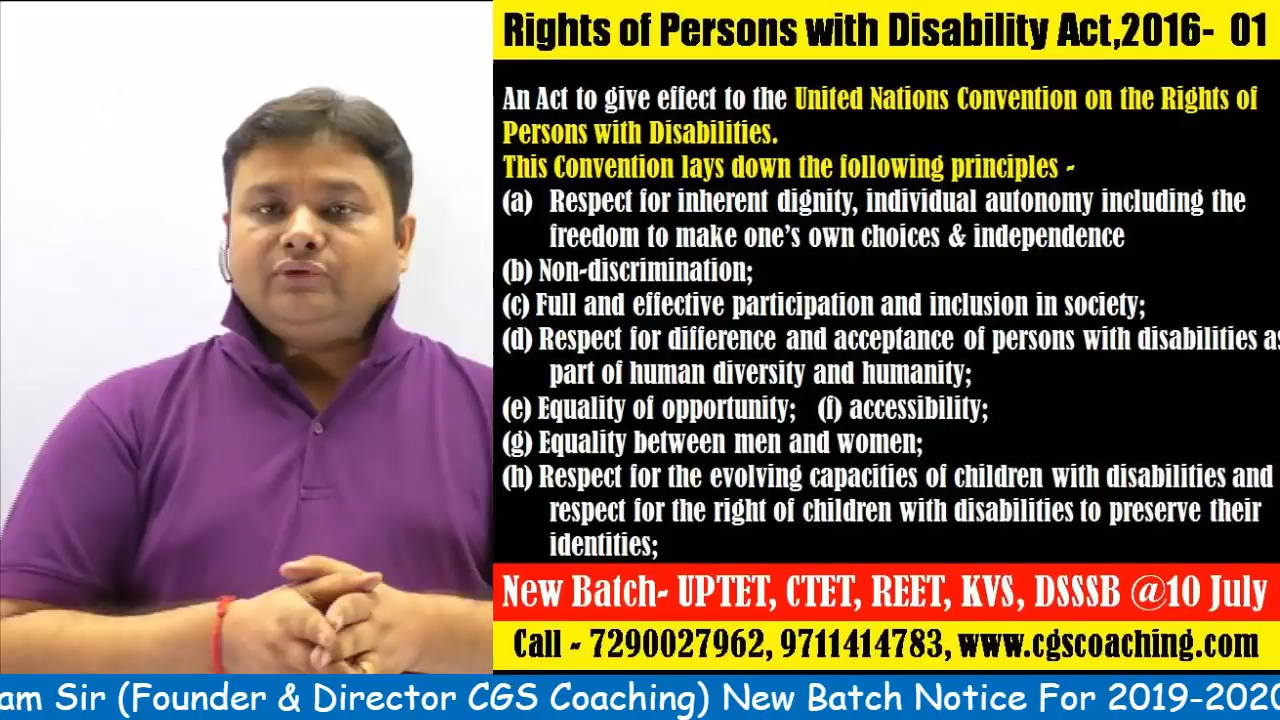 Rights of Persons with Disability Act,2016- 01
An Act to give effect to the United Nations Convention on the Rights of
Persons with Disabilities.
This Convention lays down the following principles -
(a) Respect for inherent dignity, individual autonomy including the
freedom to make one's own choices & independence
(b) Non-discrimination;
(c) Full and effective participation and inclusion in society;
(d) Respect for difference and acceptance of persons with disabilities as
part of human diversity and humanity;
(e) Equality of opportunity; (f) accessibility;
(g) Equality between men and women;
(h) Respect for the evolving capacities of children with disabilities and
respect for the right of children with disabilities to preserve their
identities;
New Batch- UPTET, CTET, REET, KVS, DSSSB @10 July
Call - 7290027962, 9711414783, www.cgscoaching.com
am Sir (Founder & Director CGS Coaching) New Batch Notice For 2019-2020